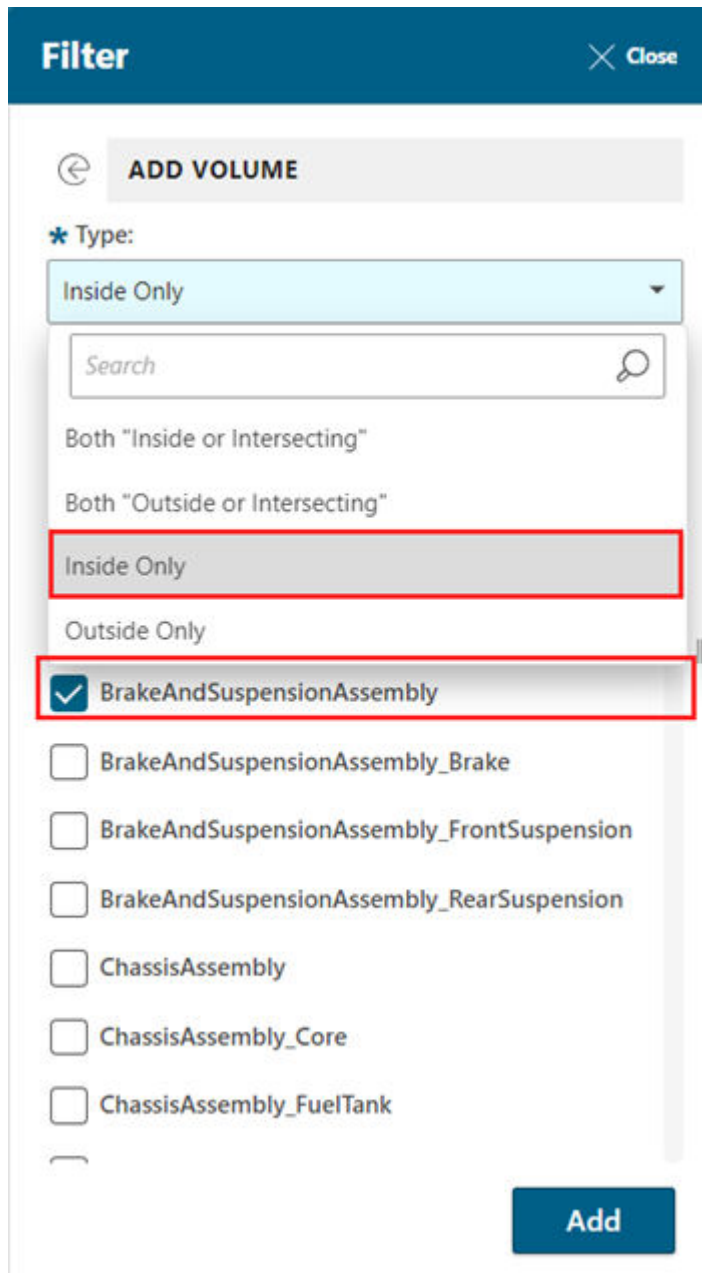 Filter Close
ADD VOLUME
* Type:
Inside Only
Search
Both "Inside or Intersecting"
Both "Outside or Intersecting"
Inside Only
Outside Only
BrakeAndSuspensionAssembly
BrakeAndSuspensionAssembly_Brake
BrakeAndSuspensionAssembly_FrontSuspension
BrakeAndSuspensionAssembly_RearSuspension
ChassisAssembly
ChassisAssembly_Core
ChassisAssembly_FuelTank
Add